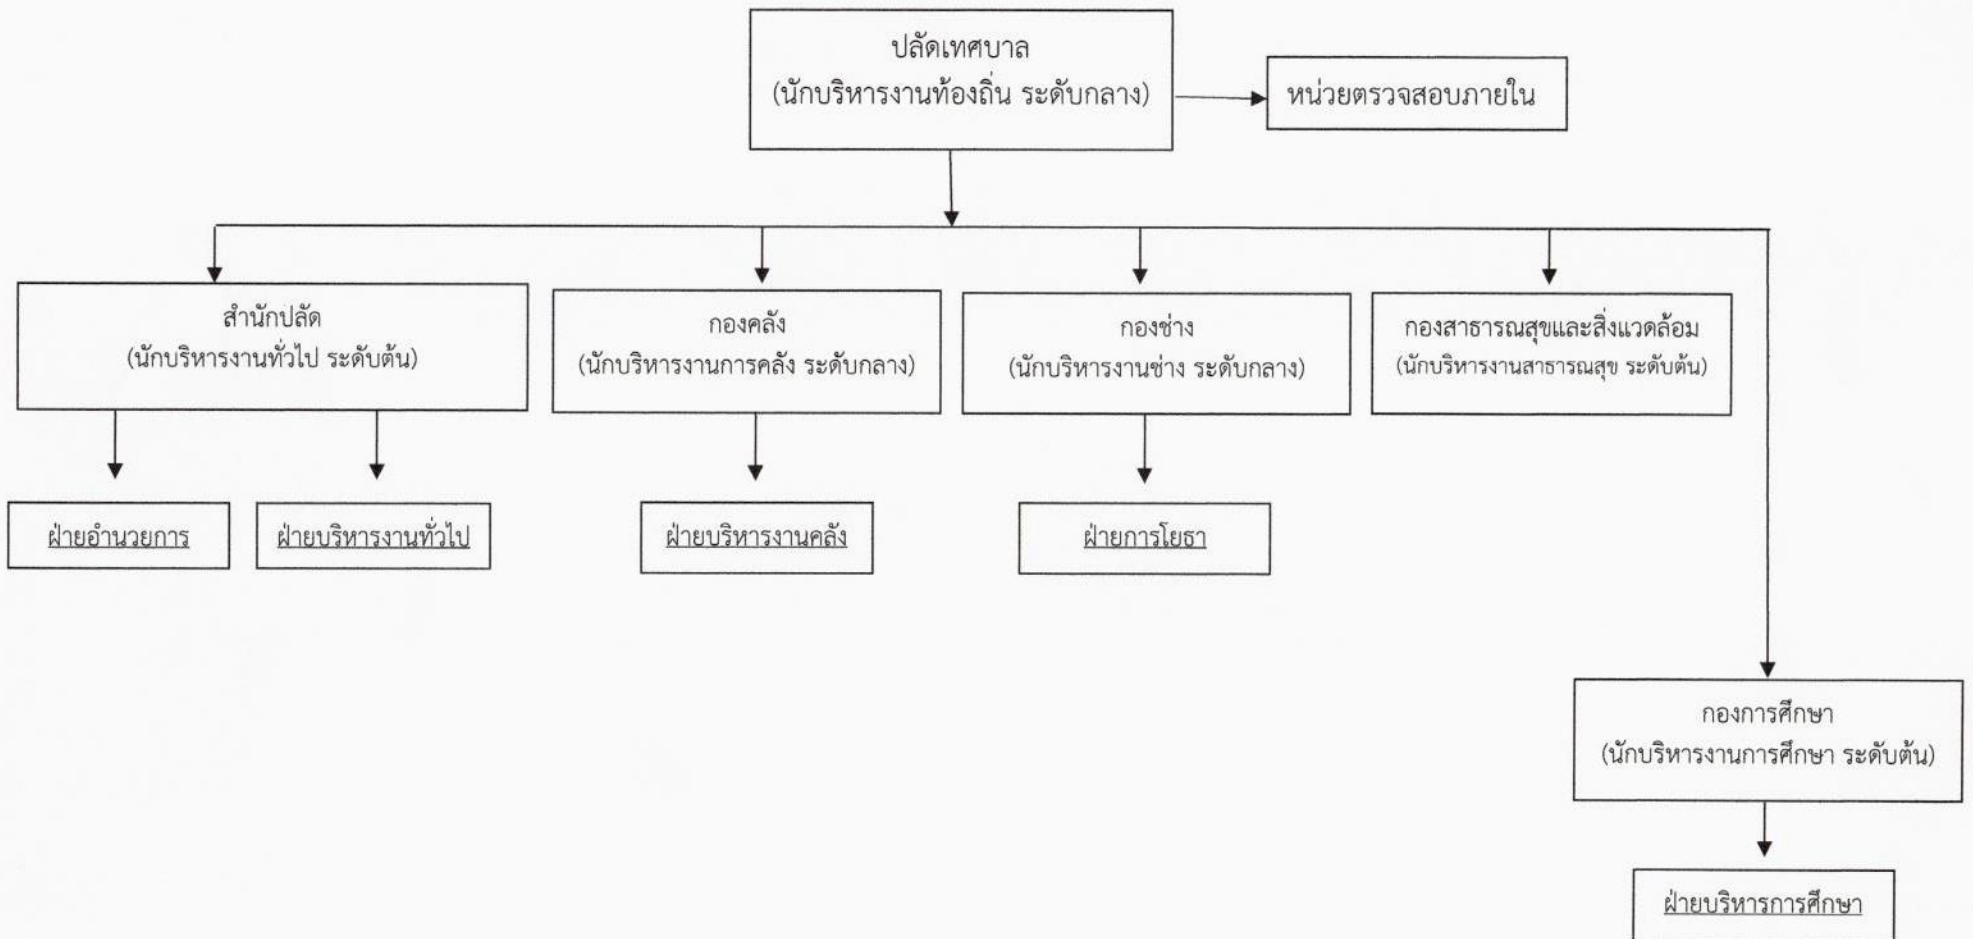 ปลัดเทศบาล
(นักบริหารงานท้องถิ่น ระดับกลาง)
หน่วยตรวจสอบภายใน
สำนักปลัด
(นักบริหารงานทั่วไป ระดับต้น)
กองคลัง
(นักบริหารงานการคลัง ระดับกลาง)
กองช่าง
(นักบริหารงานช่าง ระดับกลาง)
กองสาธารณสุขและสิ่งแวดล้อม
(นักบริหารงานสาธารณสุข ระดับต้น)
ฝ่ายอำนวยการ
ฝ่ายบริหารงานทั่วไป
ฝ่ายบริหารงานคลัง
ฝ่ายการโยธา
กองการศึกษา
(นักบริหารงานการศึกษา ระดับต้น)
ฝ่ายบริหารการศึกษา